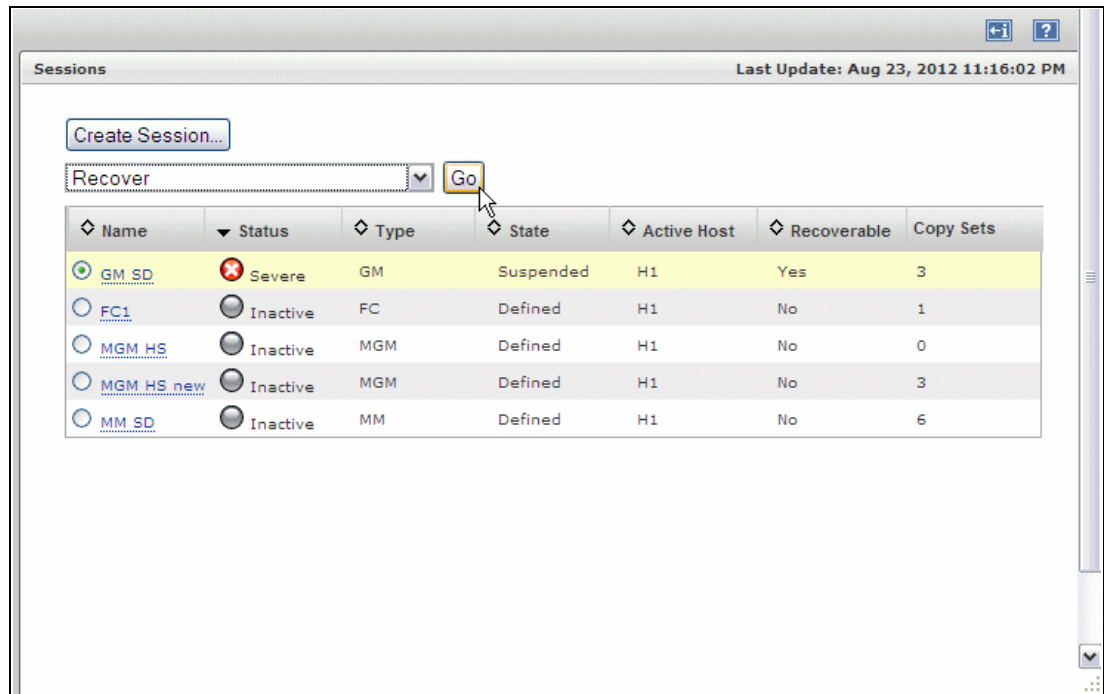 Sessions Last Update: Aug 23, 2012 11:16:02 PM
Create Session...
Recover Go
Name Status Type State Active Host Recoverable Copy Sets
GM SD Severe GM Suspended H1 Yes 3
FC1 Inactive FC Defined H1 No 1
MGM HS Inactive MGM Defined H1 No 0
MGM HS new Inactive MGM Defined H1 No 3
MM SD Inactive MM Defined H1 No 6